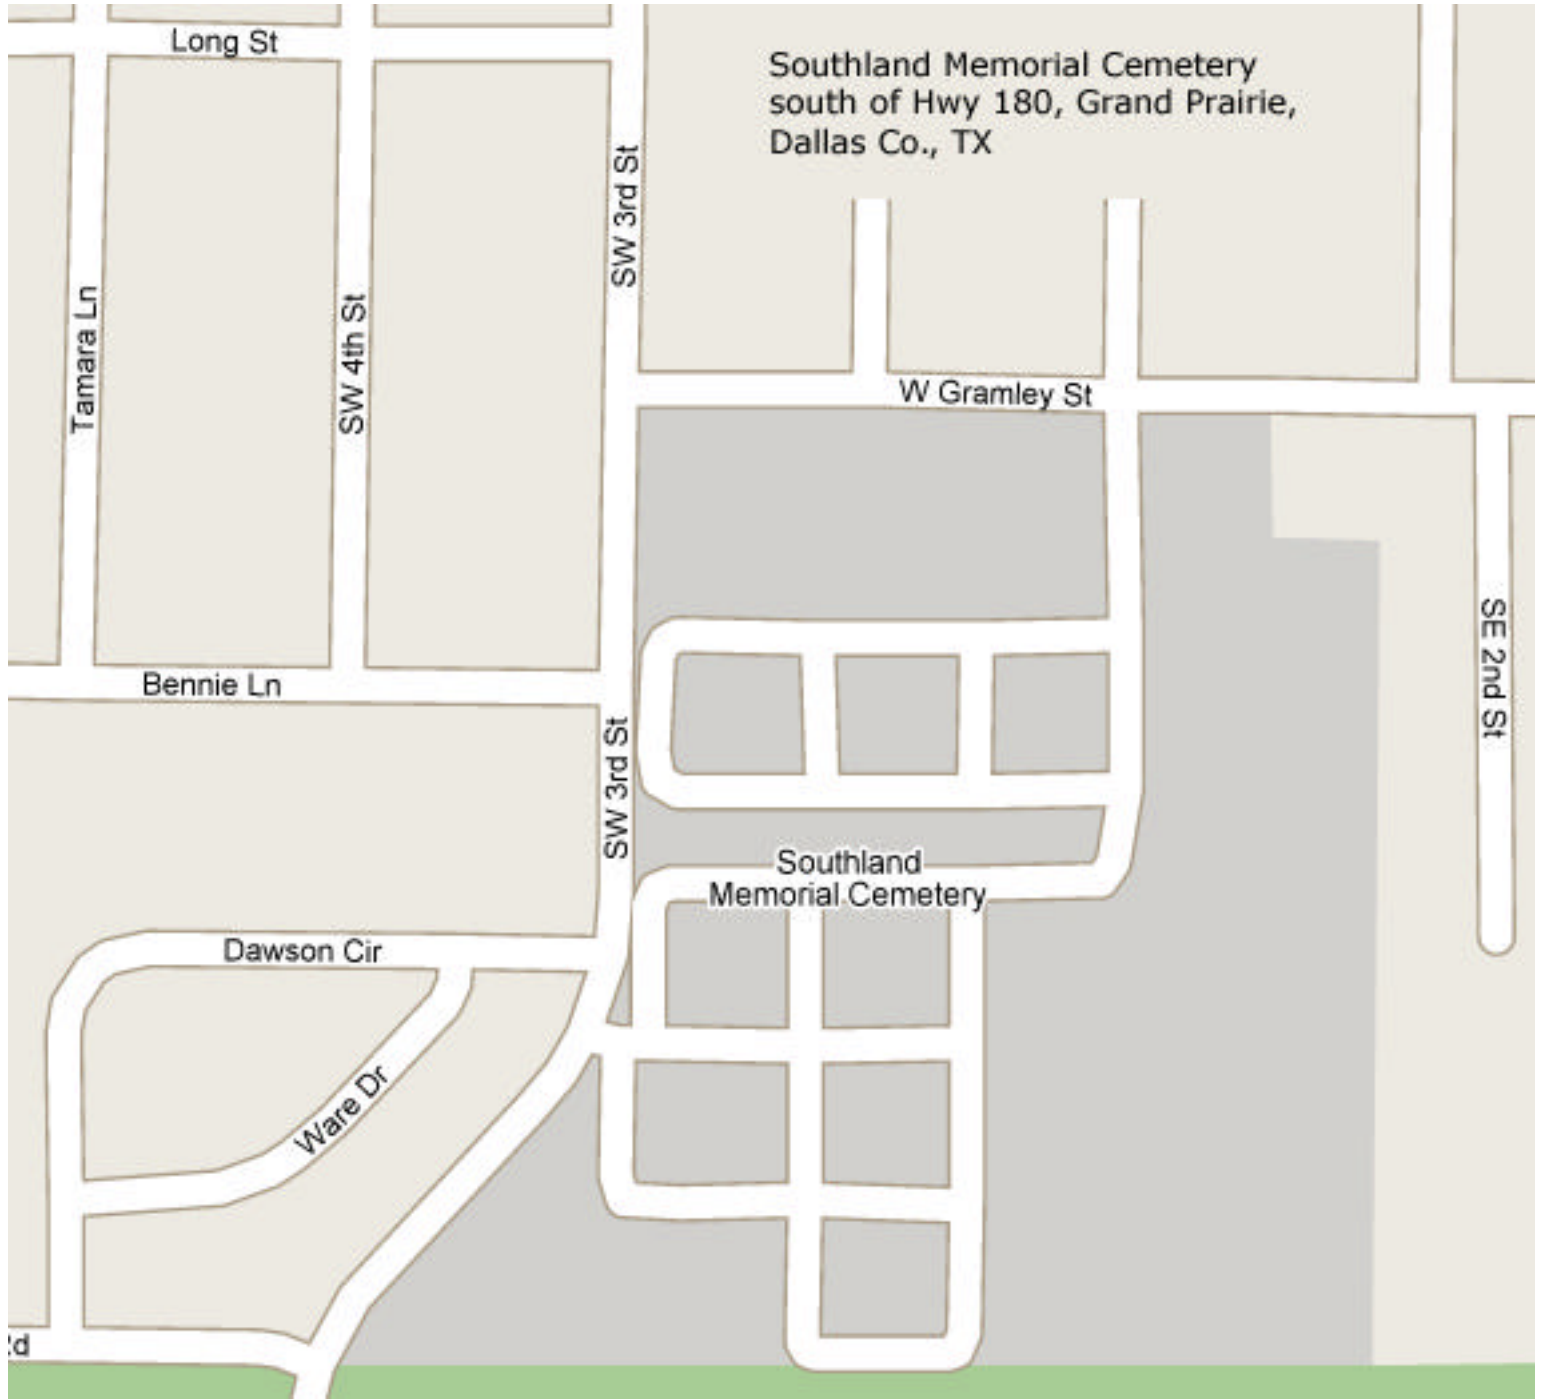 Long St
Southland Memorial Cemetery
south of Hwy 180, Grand Prairie,
Dallas Co., TX
SW 3rd St
Tamara Ln
SW 4th St
W Gramley St
SE 2nd St
Bennie Ln
SW 3rd St
Southland
Memorial Cemetery
Dawson Cir
Ware Dr
Rd